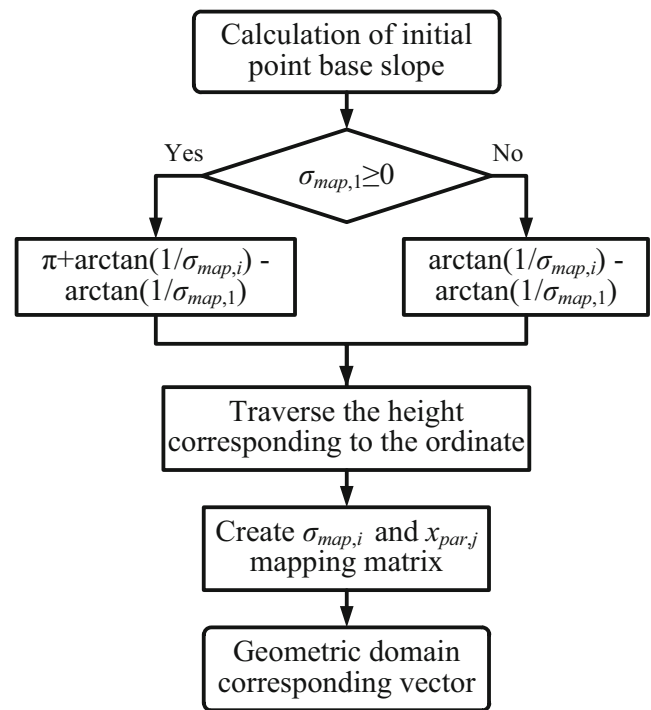 Calculation of initial
point base slope
Yes
No
σmap,1≥0
π+arctan(1/σmap,i) -
arctan(1/σmap,1)
arctan(1/σmap,i) -
arctan(1/σmap,1)
Traverse the height
corresponding to the ordinate
Create σmap,i and xpar,j
mapping matrix
Geometric domain
corresponding vector